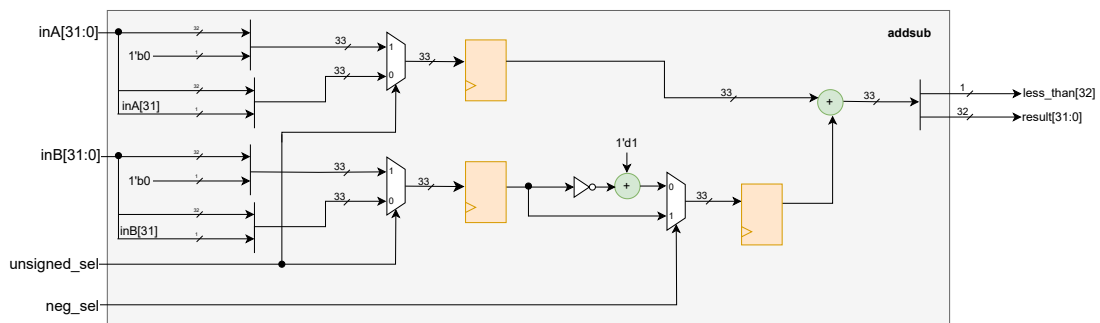 inA[31:0]
32
1'b0
1
33
1
addsub
33
33
32
0
33
inA[31]
1
33
+
33
1
less_than[32]
32
result[31:0]
inB[31:0]
32
1'd1
1'b0
1
33
1
33
+
0
33
32
33
0
1
inB[31]
1
unsigned_sel
neg_sel